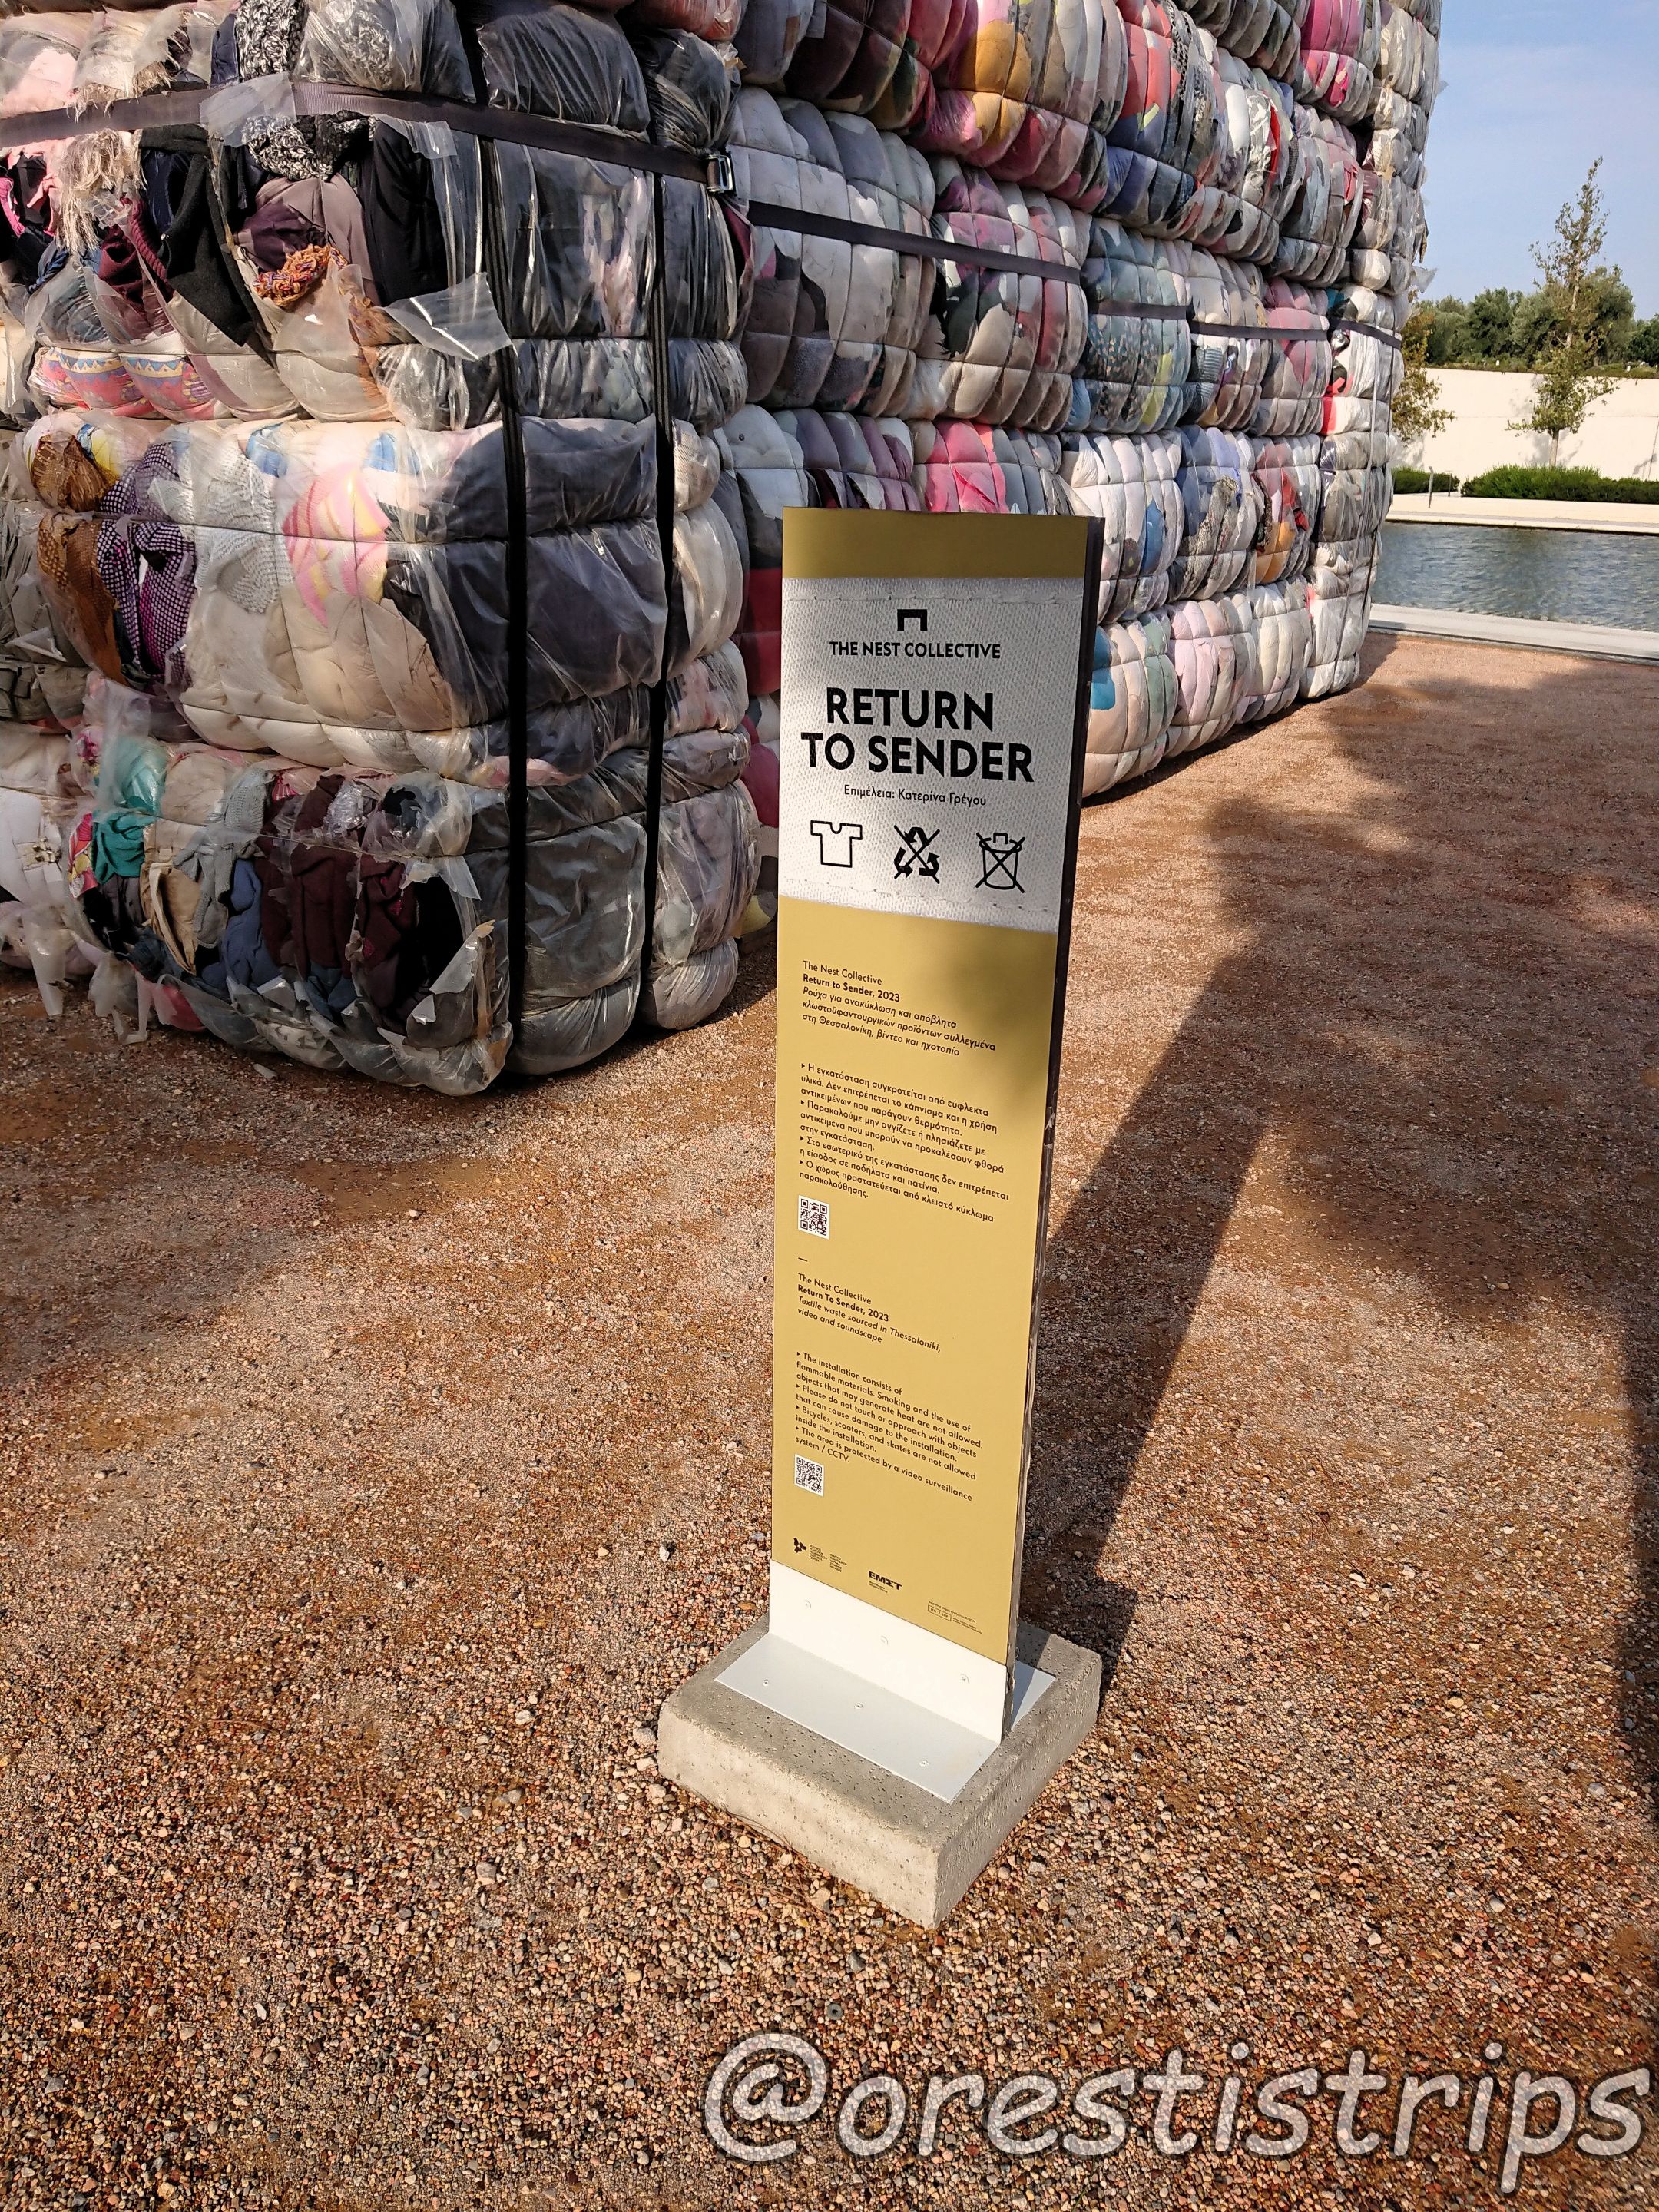 THE NEST COLLECTIVE
RETURN
TO SENDER
Επιμέλεια: Κατερίνα Γρέγου
The Nest Collective
Return to Sender, 2023
Ρούχα για ανακύκλωση και απόβλητα
κλωστοϋφαντουργικών προϊόντων συλλεγμένα
στη Θεσσαλονίκη, βίντεο και ηχοτοπίο
‣ Η εγκατάσταση συγκροτείται από εύφλεκτα
υλικά. Δεν επιτρέπεται το κάπνισμα και η χρήση
αντικειμένων που παράγουν θερμότητα.
‣ Παρακαλούμε μην αγγίζετε ή πλησιάζετε με
αντικείμενα που μπορούν να προκαλέσουν φθορά
στην εγκατάσταση.
‣ Στο εσωτερικό της εγκατάστασης δεν επιτρέπεται
η είσοδος σε ποδήλατα και πατίνια.
‣ Ο χώρος προστατεύεται από κλειστό κύκλωμα
παρακολούθησης.
The Nest Collective
Return To Sender, 2023
Textile waste sourced in Thessaloniki,
video and soundscape
‣ The installation consists of
flammable materials. Smoking and the use of
objects that may generate heat are not allowed.
‣ Please do not touch or approach with objects
that can cause damage to the installation.
‣ Bicycles, scooters, and skates are not allowed
inside the installation.
‣ The area is protected by a video surveillance
system / CCTV.
ΕΜΣΤ
@orestistrips